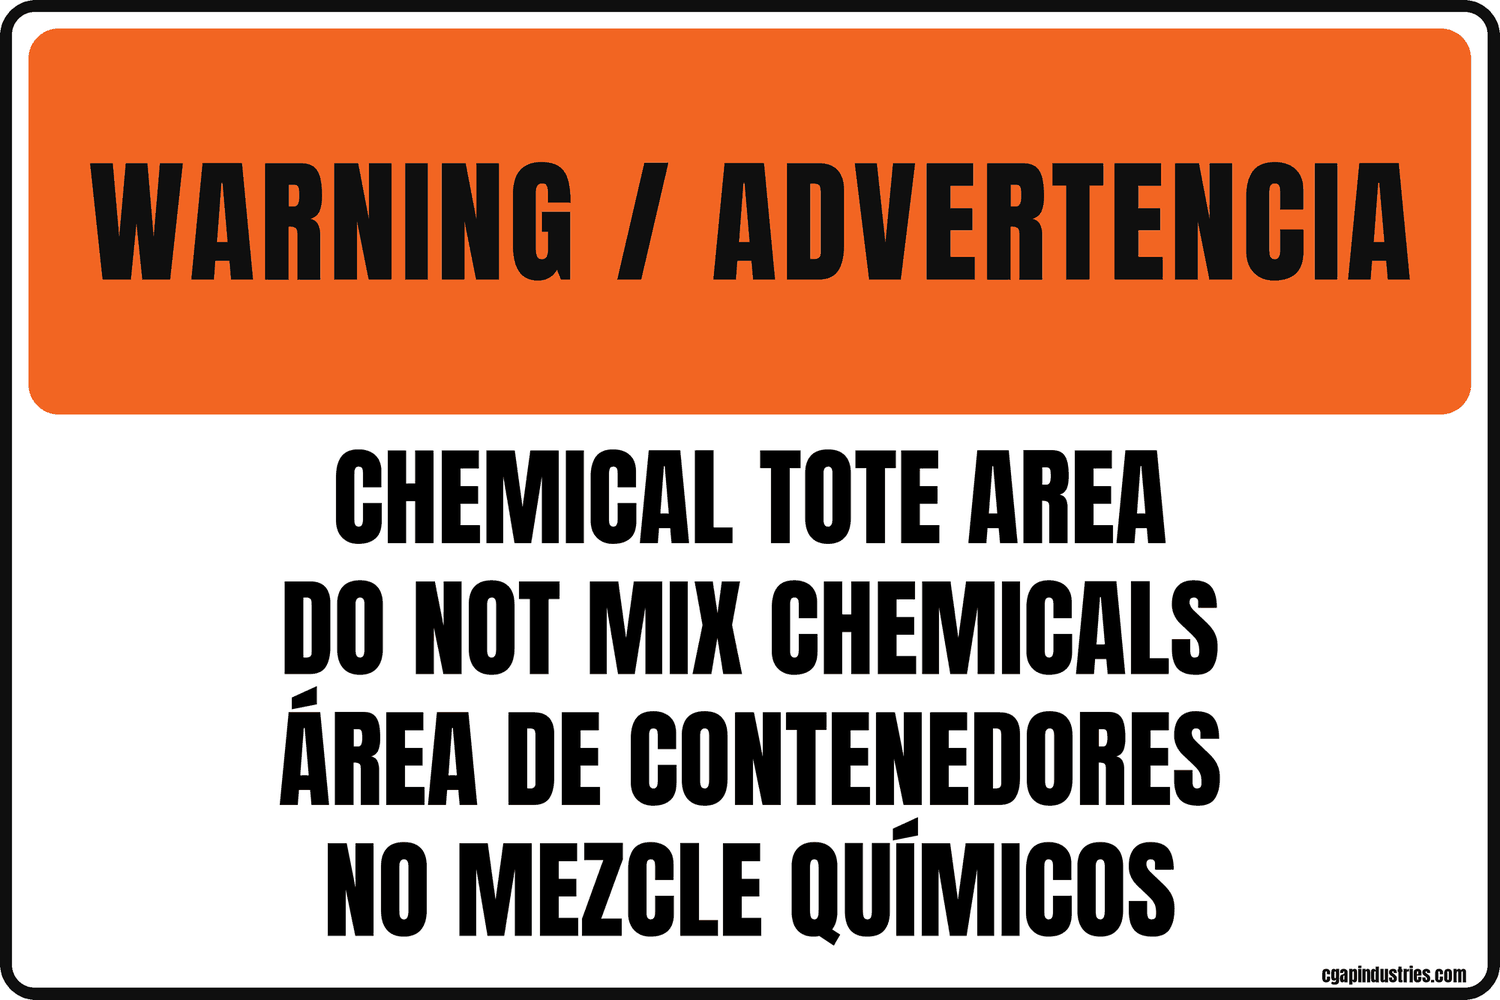 WARNING / ADVERTENCIA
CHEMICAL TOTE AREA
DO NOT MIX CHEMICALS
ÁREA DE CONTENEDORES
NO MEZCLE QUÍMICOS
cgapindustries.com